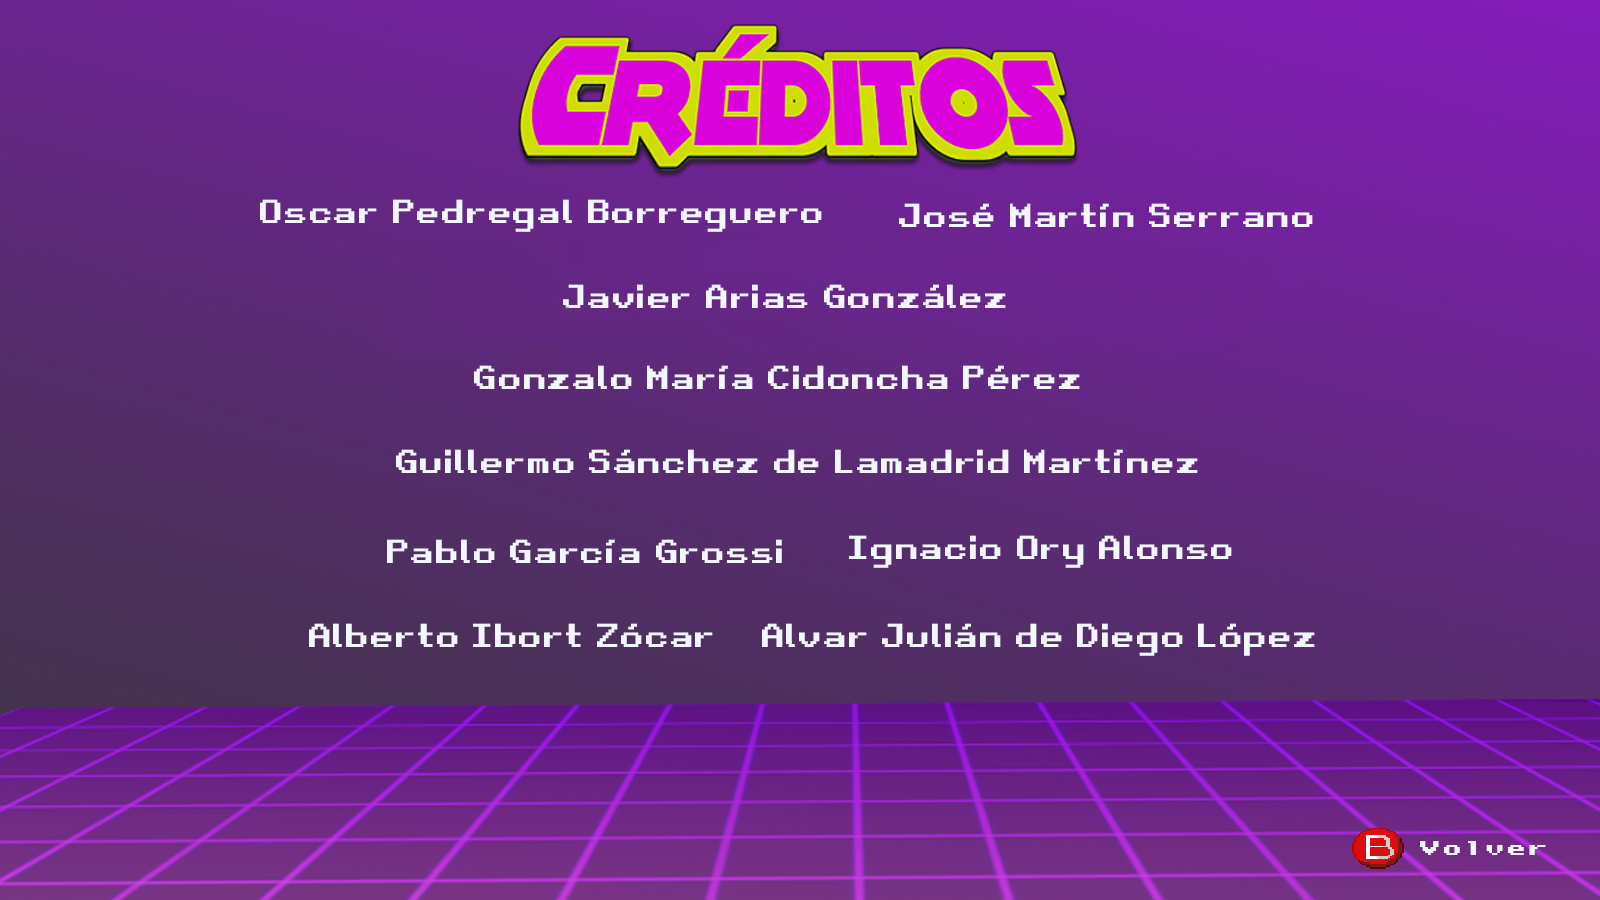 CRÉDITOS
Oscar Pedregal Borreguero José Martín Serrano
Javier Arias González
Gonzalo María Cidoncha Pérez
Guillermo Sánchez de Lamadrid Martínez
Pablo García Grossi Ignacio Ory Alonso
Alberto Ibort Zócar Alvar Julián de Diego López
B Volver